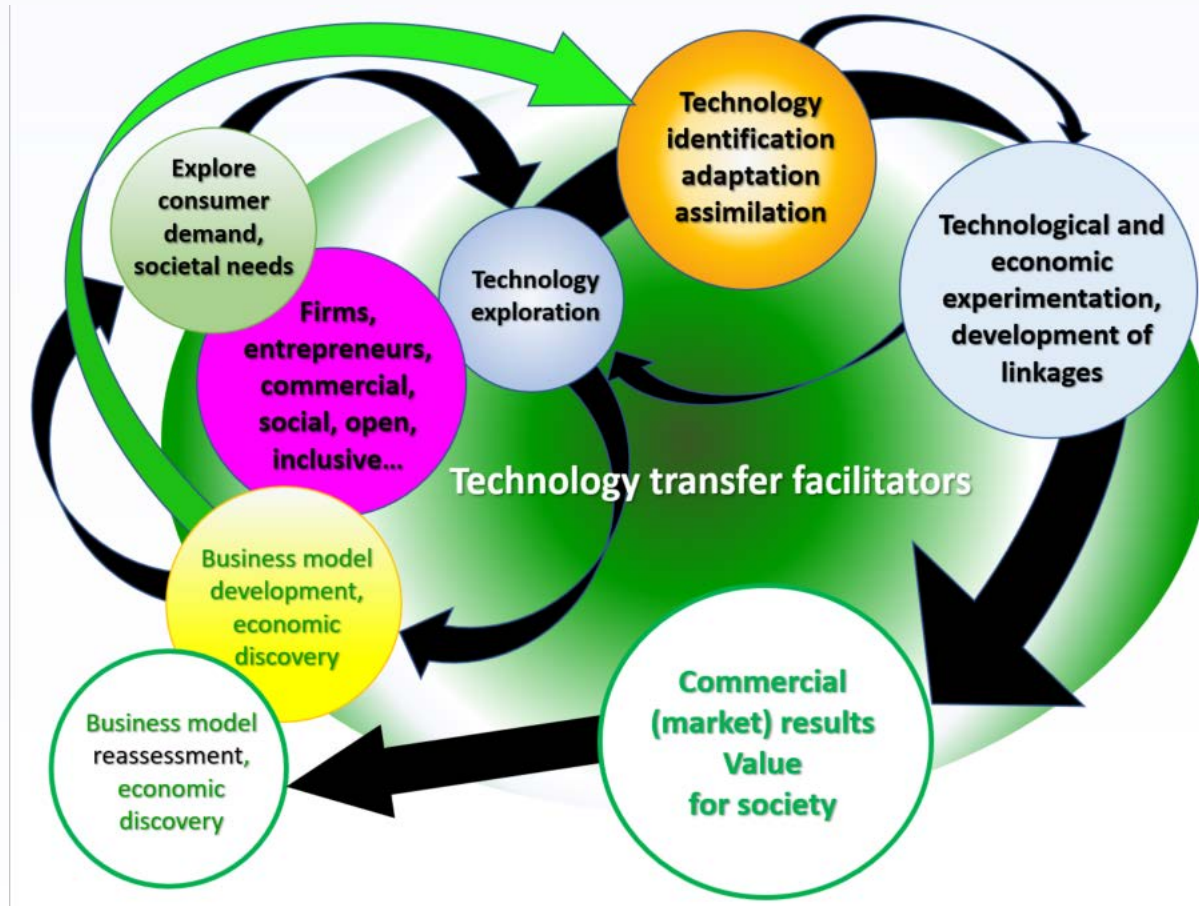 Explore
consumer
demand,
societal needs
Technology
identification
adaptation
assimilation
Technological and
economic
experimentation,
development of
linkages
Technology
exploration
Firms,
entrepreneurs,
commercial,
social, open,
inclusive...
Technology transfer facilitators
Business model
development,
economic
discovery
Commercial
(market) results
Value
for society
Business model
reassessment,
economic
discovery